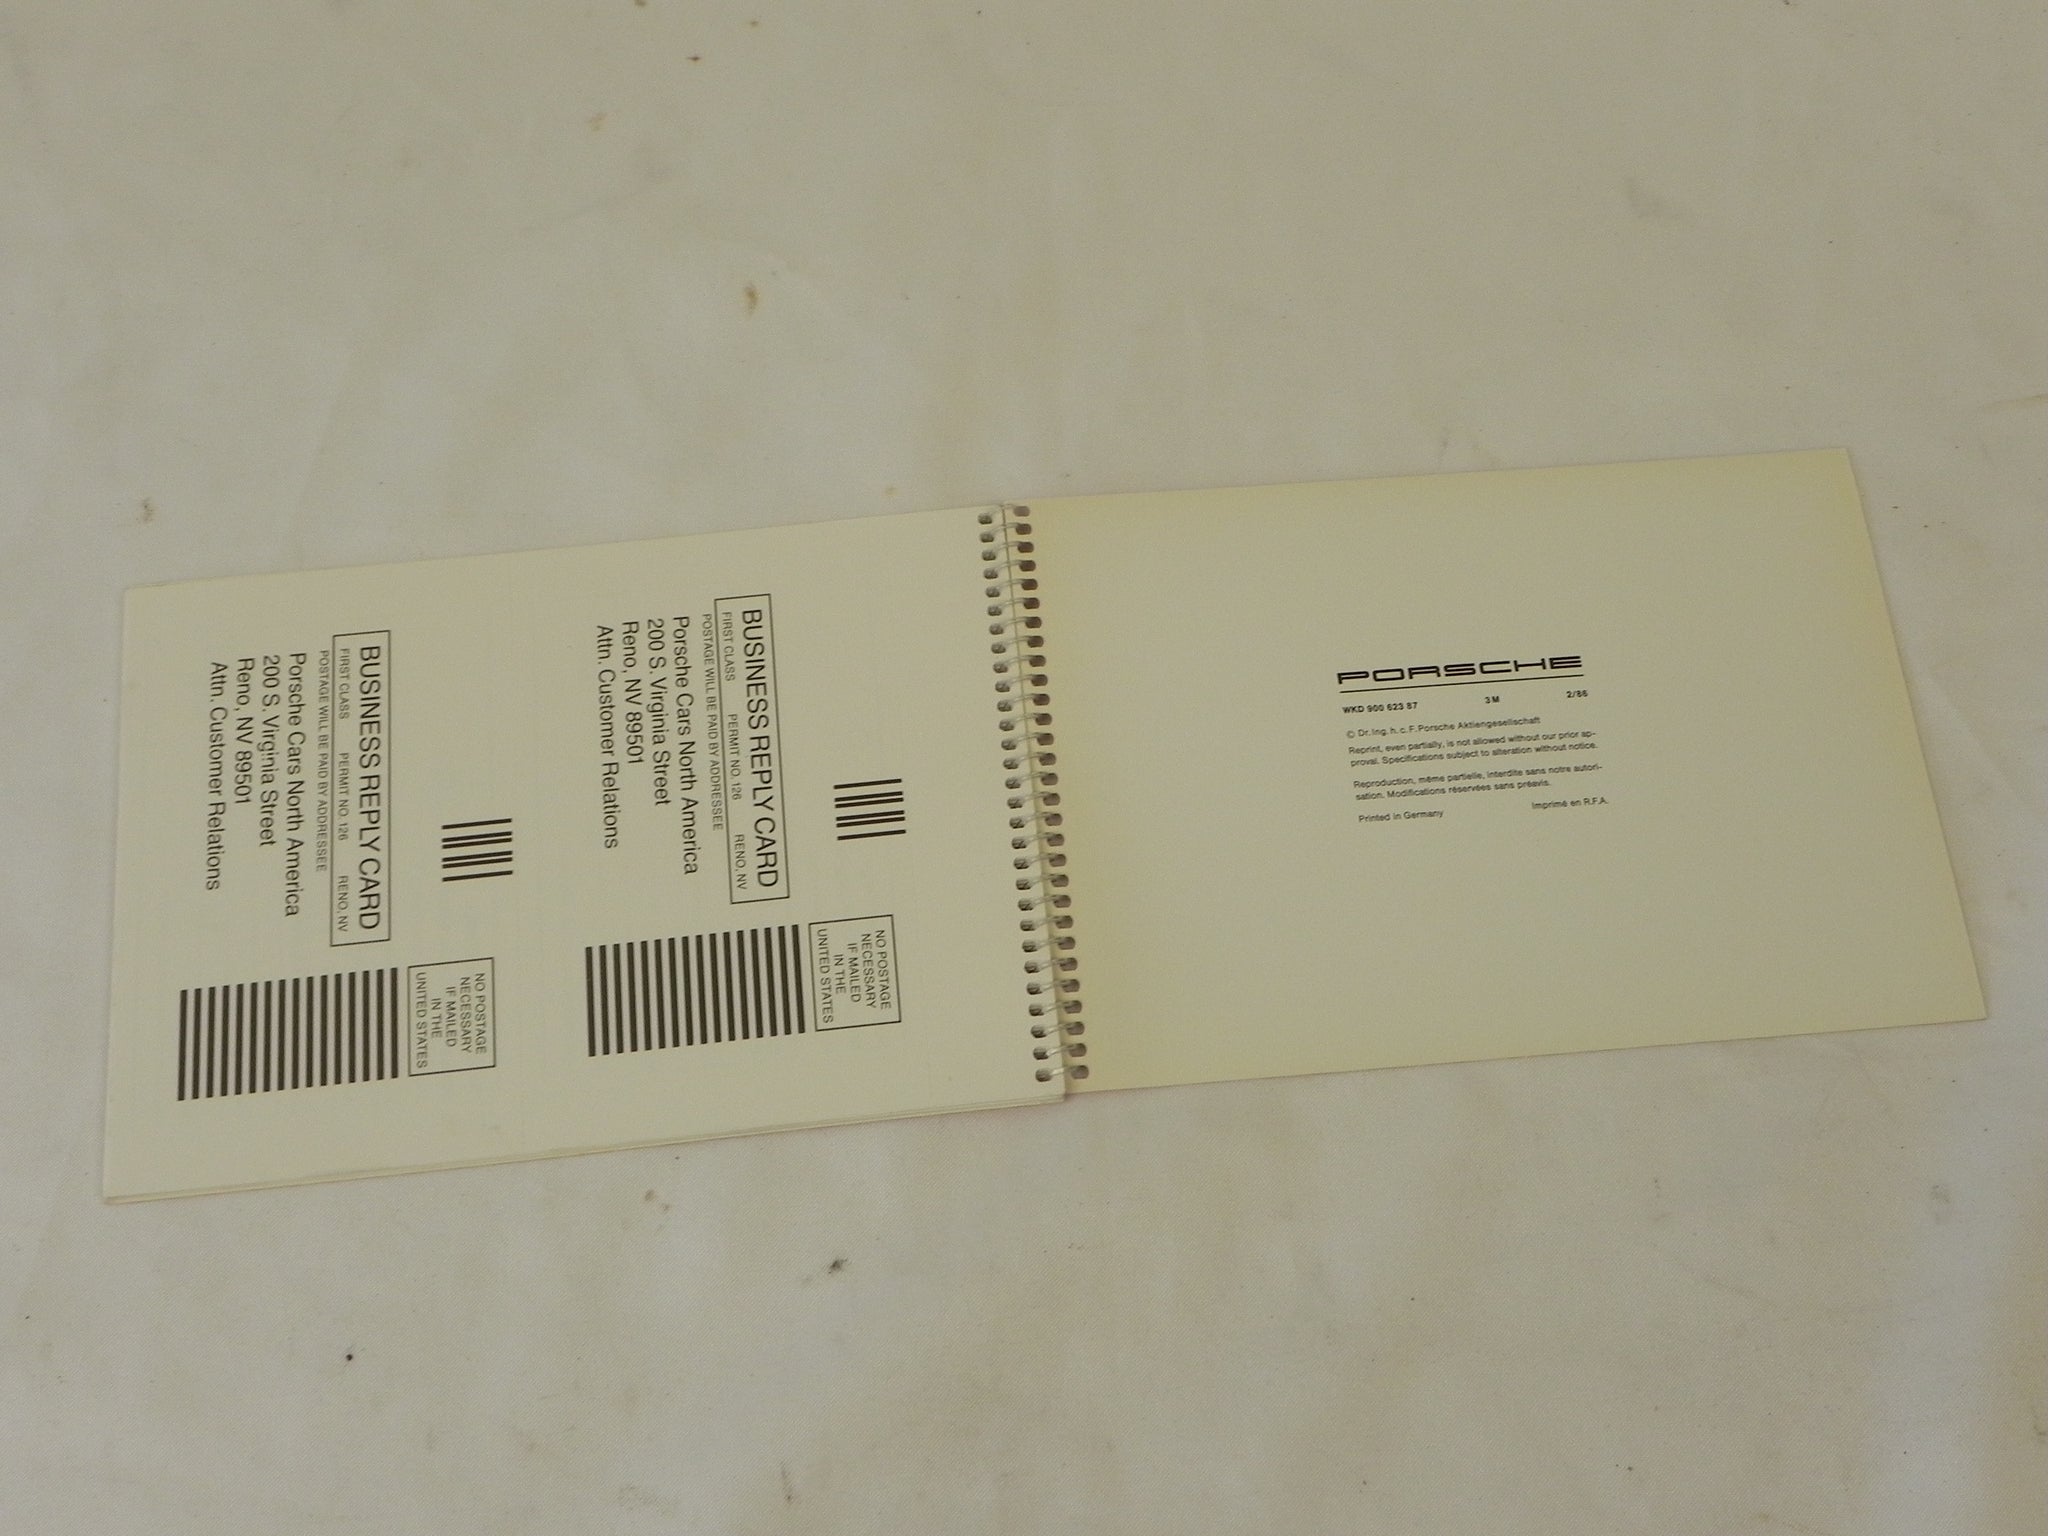 BUSINESS REPLY CARD
FIRST CLASS PERMIT NO. 126 RENO, NV
POSTAGE WILL BE PAID BY ADDRESSEE
Porsche Cars North America
200 S. Virginia Street
Reno, NV 89501
Attn. Customer Relations
NO POSTAGE
NECESSARY
IF MAILED
IN THE
UNITED STATES
BUSINESS REPLY CARD
FIRST CLASS PERMIT NO. 126 RENO, NV
POSTAGE WILL BE PAID BY ADDRESSEE
Porsche Cars North America
200 S. Virginia Street
Reno, NV 89501
Attn. Customer Relations
NO POSTAGE
NECESSARY
IF MAILED
IN THE
UNITED STATES
PORSCHE
WKD 900 623 87 3 M 2/86
© Dr. Ing. h. c. F. Porsche Aktiengesellschaft
Reprint, even partially, is not allowed without our prior ap-
proval. Specifications subject to alteration without notice.
Reproduction, même partielle, interdite sans notre autori-
sation. Modifications réservées sans préavis.
Printed in Germany Imprimé en R.F.A.